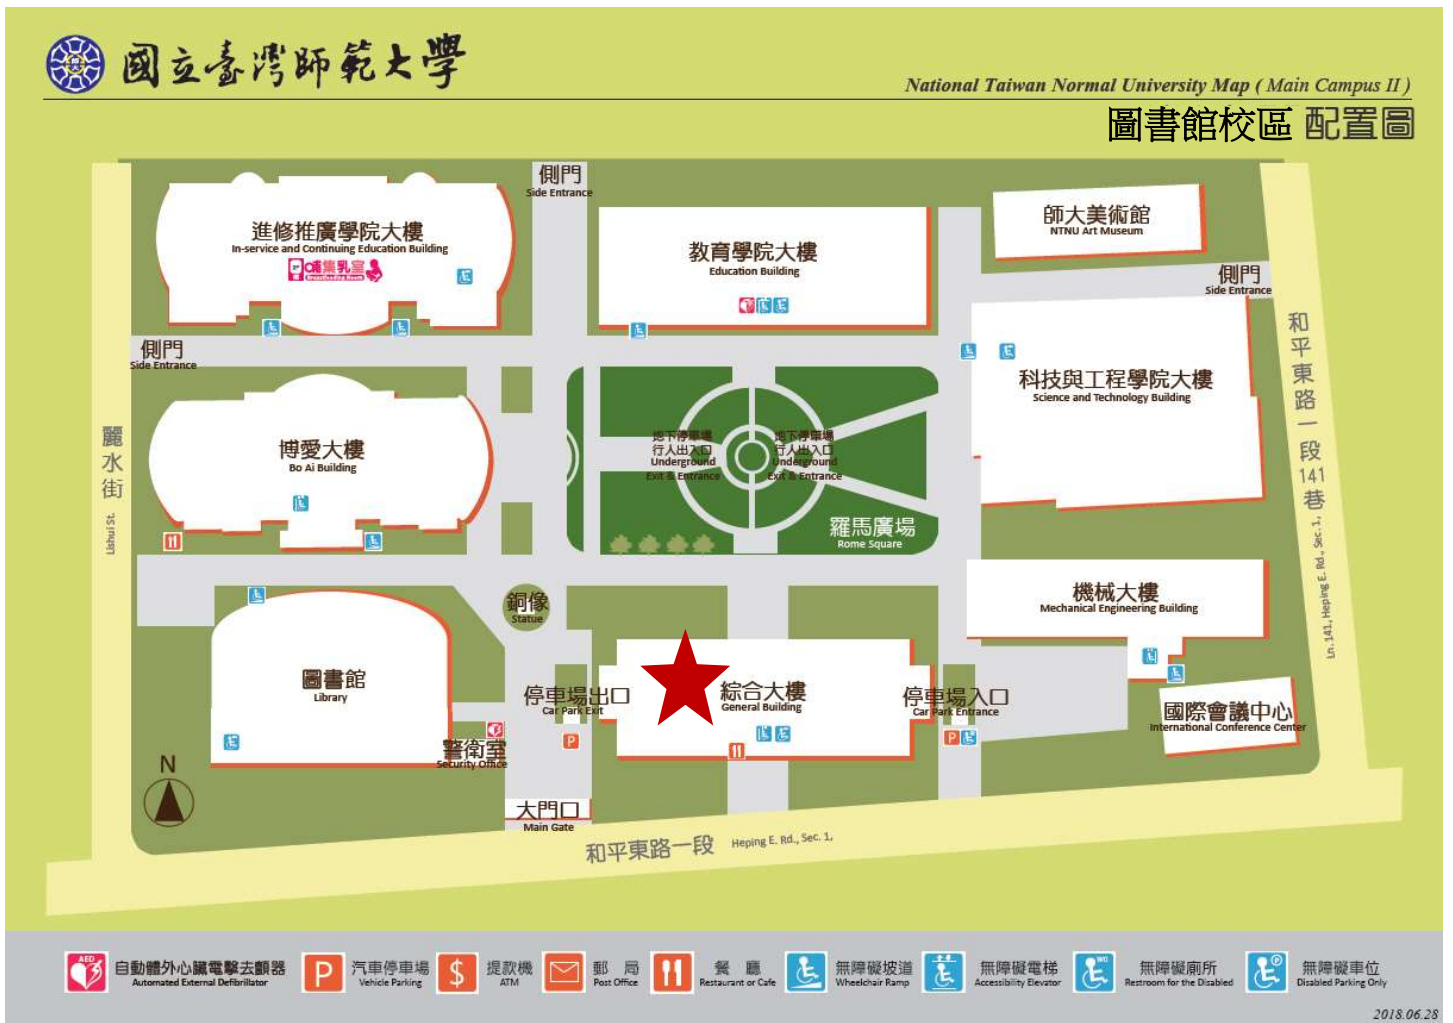 國立臺灣師範大學
National Taiwan Normal University Map ( Main Campus II )
圖書館校區 配置圖
側門
Side Entrance
進修推廣學院大樓
In-service and Continuing Education Building
哺集乳室
Breastfeeding Room
教育學院大樓
Education Building
師大美術館
NTNU Art Museum
側門
Side Entrance
側門
Side Entrance
科技與工程學院大樓
Science and Technology Building
和平東路一段141巷
Ln. 141, Heping E. Rd., Sec. 1,
麗水街
Lishui St.
博愛大樓
Bo Ai Building
地下停車場
行人出入口
Underground
Exit & Entrance
地下停車場
行人出入口
Underground
Exit & Entrance
羅馬廣場
Rome Square
銅像
Statue
機械大樓
Mechanical Engineering Building
圖書館
Library
停車場出口
Car Park Exit
P
綜合大樓
General Building
停車場入口
Car Park Entrance
P
國際會議中心
International Conference Center
警衛室
Security Office
N
大門口
Main Gate
和平東路一段 Heping E. Rd., Sec. 1,
AED
自動體外心臟電擊去顫器
Automated External Defibrillator
P
汽車停車場
Vehicle Parking
$
提款機
ATM
郵局
Post Office
餐廳
Restaurant or Cafe
無障礙坡道
Wheelchair Ramp
無障礙電梯
Accessibility Elevator
WC
無障礙廁所
Restroom for the Disabled
P
無障礙車位
Disabled Parking Only
2018.06.28